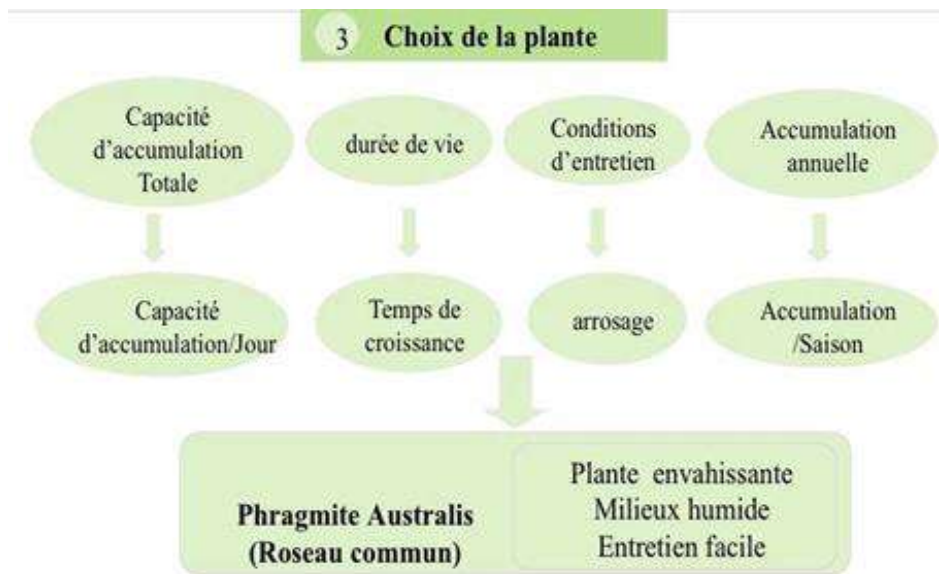 3 Choix de la plante
Capacité
d'accumulation
Totale
durée de vie
Conditions
d'entretien
Accumulation
annuelle
Capacité
d'accumulation/Jour
Temps de
croissance
arrosage
Accumulation
/Saison
Phragmite Australis
(Roseau commun)
Plante envahissante
Milieux humide
Entretien facile